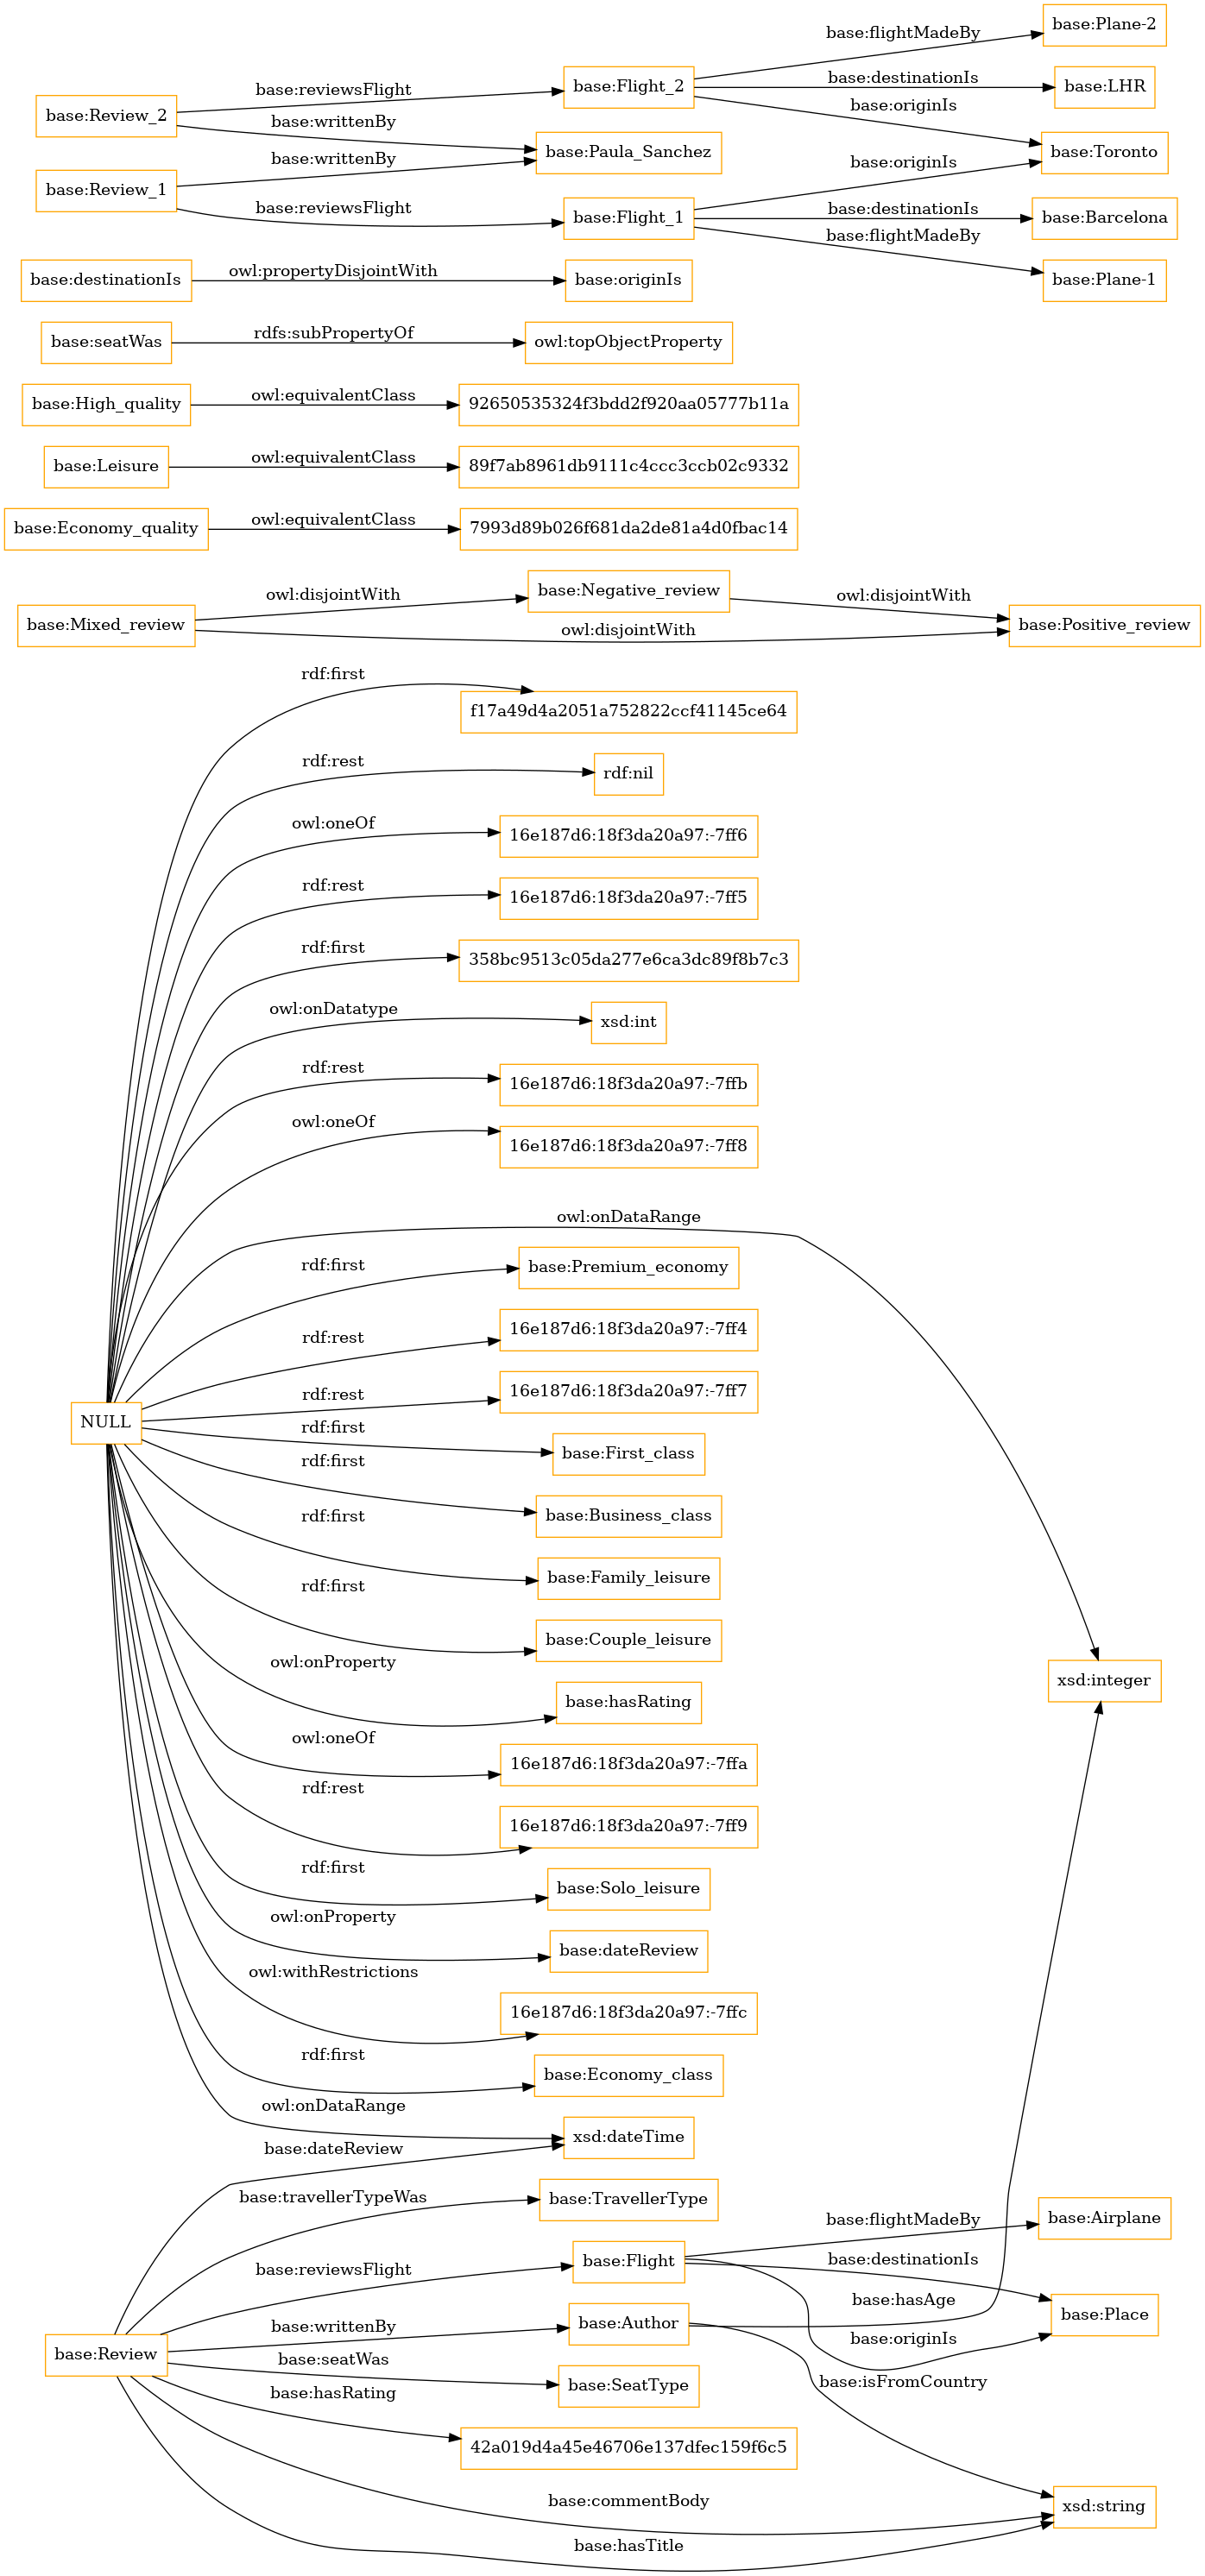 base:flightMadeBy
base:Plane-2
base:Flight_2
base:destinationIs
base:LHR
base:reviewsFlight
base:Review_2
base:originIs
base:writtenBy
base:Toronto
base:Paula_Sanchez
base:writtenBy
base:originIs
base:Review_1
base:reviewsFlight
base:destinationIs
base:Flight_1
base:Barcelona
base:flightMadeBy
base:destinationIs
owl:propertyDisjointWith
base:originIs
base:Plane-1
base:seatWas
rdfs:subPropertyOf
owl:topObjectProperty
base:High_quality
owl:equivalentClass
92650535324f3bdd2f920aa05777b11a
base:Leisure
owl:equivalentClass
89f7ab8961db9111c4ccc3ccb02c9332
base:Economy_quality
owl:equivalentClass
7993d89b026f681da2de81a4d0fbac14
base:Mixed_review
owl:disjointWith
base:Negative_review
owl:disjointWith
owl:disjointWith
base:Positive_review
rdf:first
f17a49d4a2051a752822ccf41145ce64
rdf:rest
rdf:nil
owl:oneOf
16e187d6:18f3da20a97:-7ff6
rdf:rest
16e187d6:18f3da20a97:-7ff5
rdf:first
358bc9513c05da277e6ca3dc89f8b7c3
owl:onDatatype
xsd:int
rdf:rest
16e187d6:18f3da20a97:-7ffb
owl:oneOf
16e187d6:18f3da20a97:-7ff8
owl:onDataRange
rdf:first
base:Premium_economy
rdf:rest
16e187d6:18f3da20a97:-7ff4
rdf:rest
16e187d6:18f3da20a97:-7ff7
NULL
rdf:first
base:First_class
rdf:first
base:Business_class
rdf:first
base:Family_leisure
rdf:first
base:Couple_leisure
owl:onProperty
base:hasRating
xsd:integer
owl:oneOf
16e187d6:18f3da20a97:-7ffa
rdf:rest
16e187d6:18f3da20a97:-7ff9
rdf:first
base:Solo_leisure
owl:onProperty
base:dateReview
owl:withRestrictions
16e187d6:18f3da20a97:-7ffc
rdf:first
base:Economy_class
owl:onDataRange
xsd:dateTime
base:dateReview
base:travellerTypeWas
base:TravellerType
base:flightMadeBy
base:Airplane
base:reviewsFlight
base:Flight
base:destinationIs
base:Place
base:hasAge
base:writtenBy
base:Author
base:originIs
base:Review
base:seatWas
base:SeatType
base:isFromCountry
base:hasRating
42a019d4a45e46706e137dfec159f6c5
base:commentBody
xsd:string
base:hasTitle